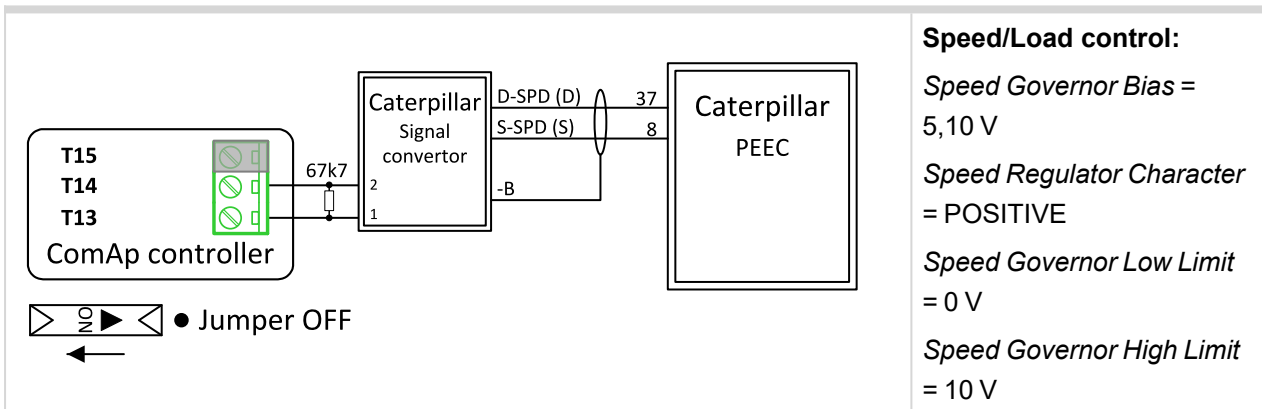 T15
T14
T13
ComAp controller
67k7
2
1
Caterpillar
Signal
convertor
D-SPD (D)
S-SPD (S)
-B
37
8
Caterpillar
PEEC
ON
● Jumper OFF
Speed/Load control:
Speed Governor Bias =
5,10 V
Speed Regulator Character
= POSITIVE
Speed Governor Low Limit
= 0 V
Speed Governor High Limit
= 10 V